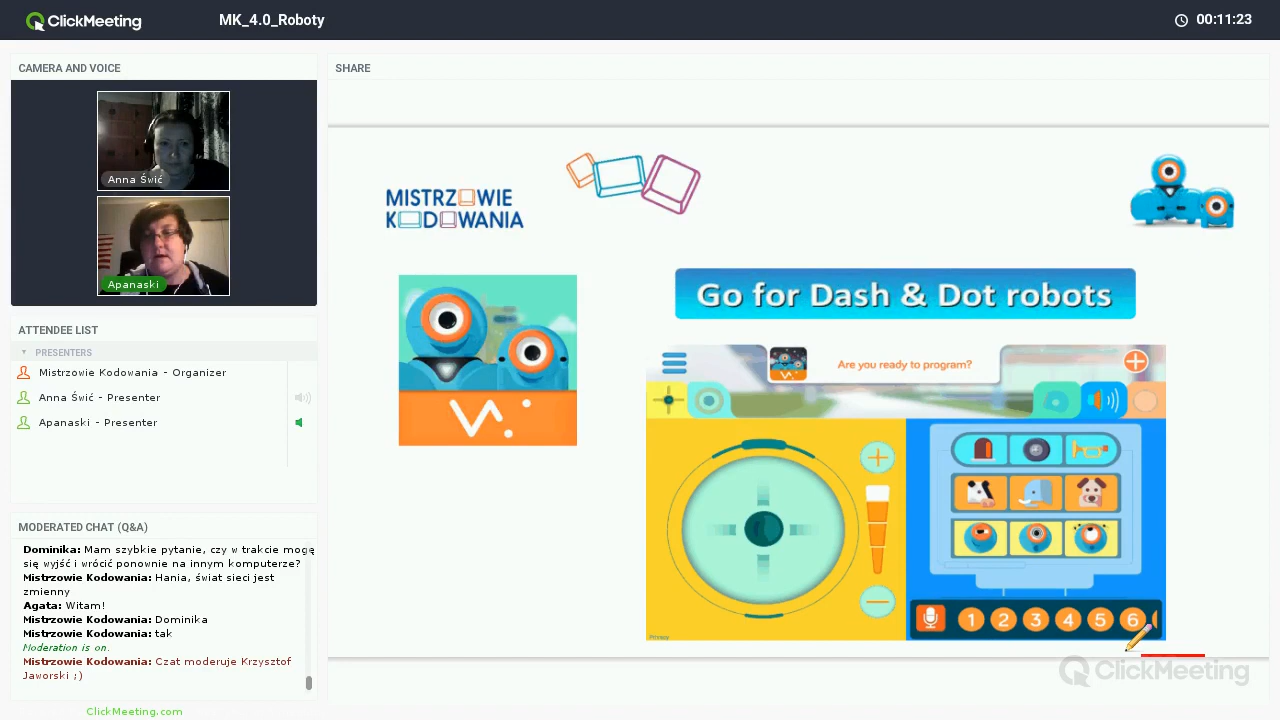 ClickMeeting
MK_4.0_Roboty
00:11:23
CAMERA AND VOICE
Anna Świć
Apanaski
ATTENDEE LIST
PRESENTERS
Mistrzowie Kodowania - Organizer
Anna Świć - Presenter
Apanaski - Presenter
MODERATED CHAT (Q&A)
Dominika: Mam szybkie pytanie, czy w trakcie mogę
się wyjść i wrócić ponownie na innym komputerze?
Mistrzowie Kodowania: Hania, świat sieci jest
zmienny
Agata: Witam!
Mistrzowie Kodowania: Dominika
Mistrzowie Kodowania: tak
Moderation is on.
Mistrzowie Kodowania: Czat moderuje Krzysztof
Jaworski ;)
ClickMeeting.com
SHARE
MISTRZOWIE
KODOWANIA
Go for Dash & Dot robots
Are you ready to program?
1 2 3 4 5 6
Privacy
ClickMeeting